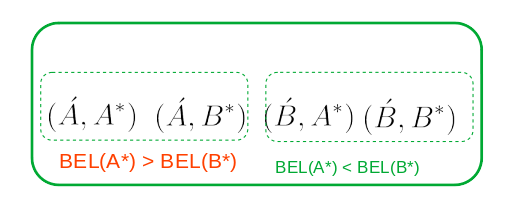 (Á, A*) (Á, B*) (B́, A*) (B́, B*)
BEL(A*) > BEL(B*) BEL(A*) < BEL(B*)